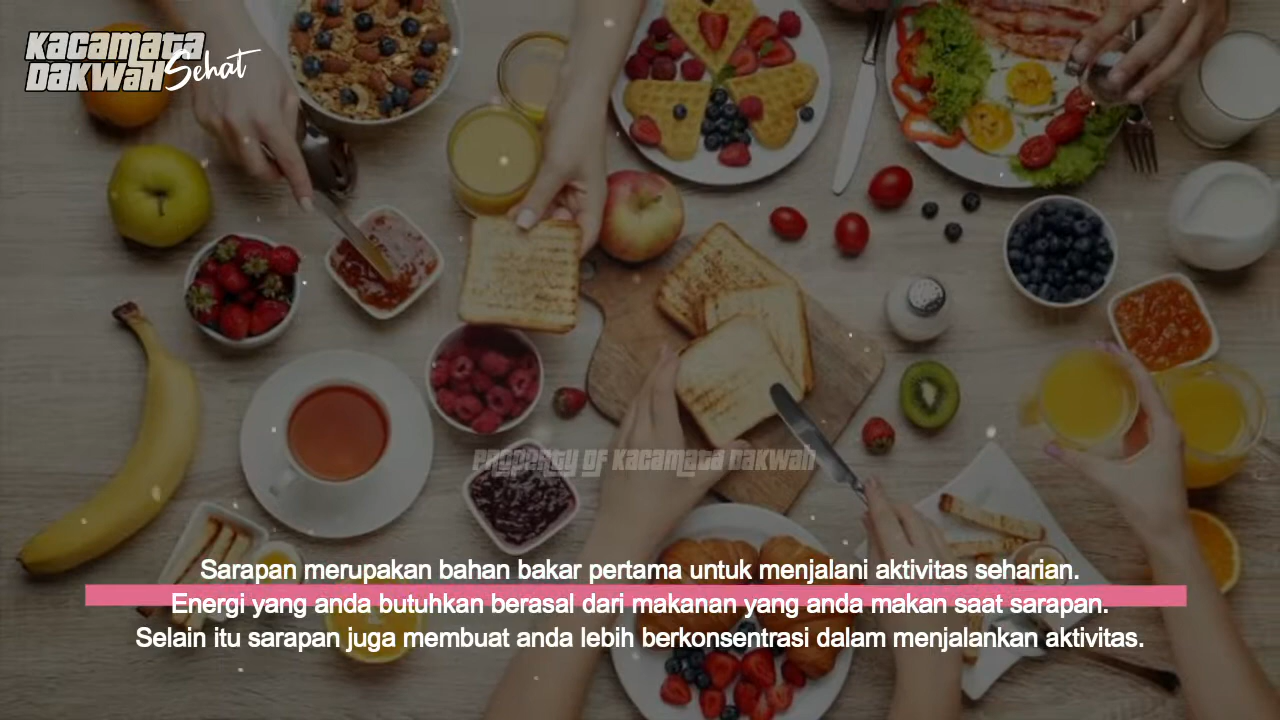 KACAMATA
DAKWAH Sehat
PROPERTY OF KACAMATA DAKWAH
Sarapan merupakan bahan bakar pertama untuk menjalani aktivitas seharian.
Energi yang anda butuhkan berasal dari makanan yang anda makan saat sarapan.
Selain itu sarapan juga membuat anda lebih berkonsentrasi dalam menjalankan aktivitas.